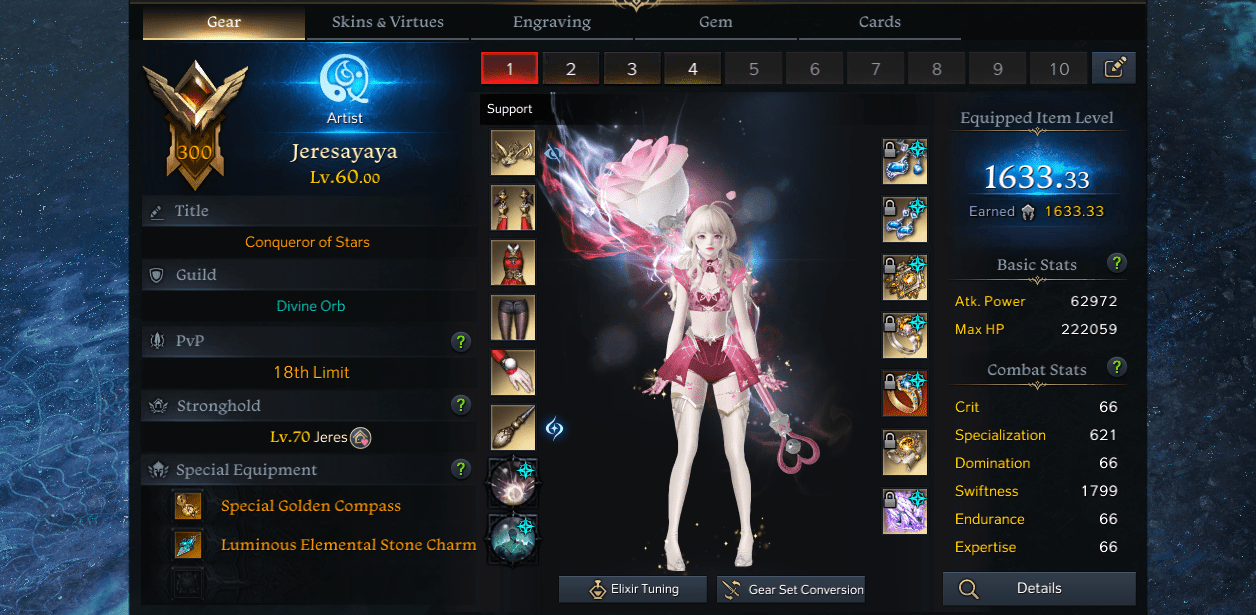 Gear
Skins & Virtues
Engraving
Gem
Cards
1
2
3
4
5
6
7
8
9
10
300
Artist
Jeresayaya
Lv.60.00
Title
Conqueror of Stars
Guild
Divine Orb
PvP
?
18th Limit
Stronghold
?
Lv.70 Jeres
Special Equipment
?
Special Golden Compass
Luminous Elemental Stone Charm
Support
Elixir Tuning
Gear Set Conversion
Equipped Item Level
1633.33
Earned 1633.33
Basic Stats ?
Atk. Power 62972
Max HP 222059
Combat Stats ?
Crit 66
Specialization 621
Domination 66
Swiftness 1799
Endurance 66
Expertise 66
Details